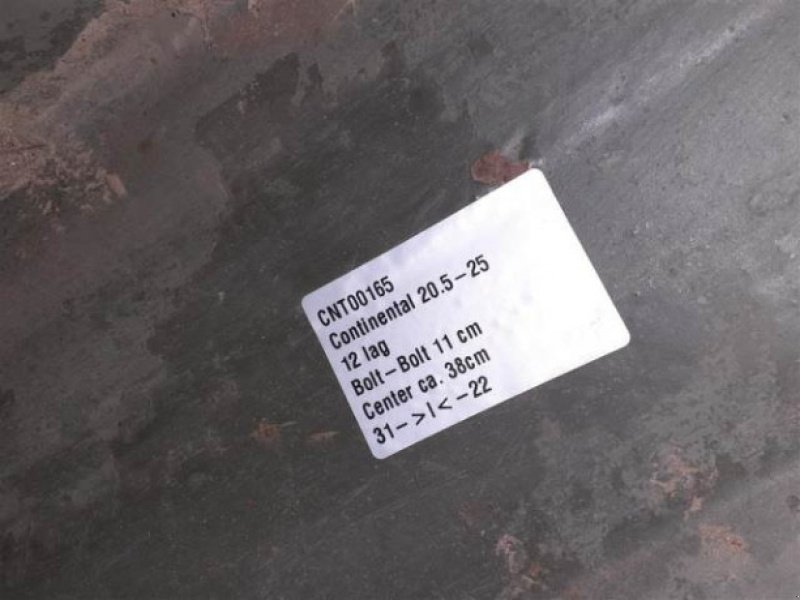 CNT00165
Continental 20.5-25
12 lag
Bolt-Bolt 11 cm
Center ca. 38cm
31->|<-22